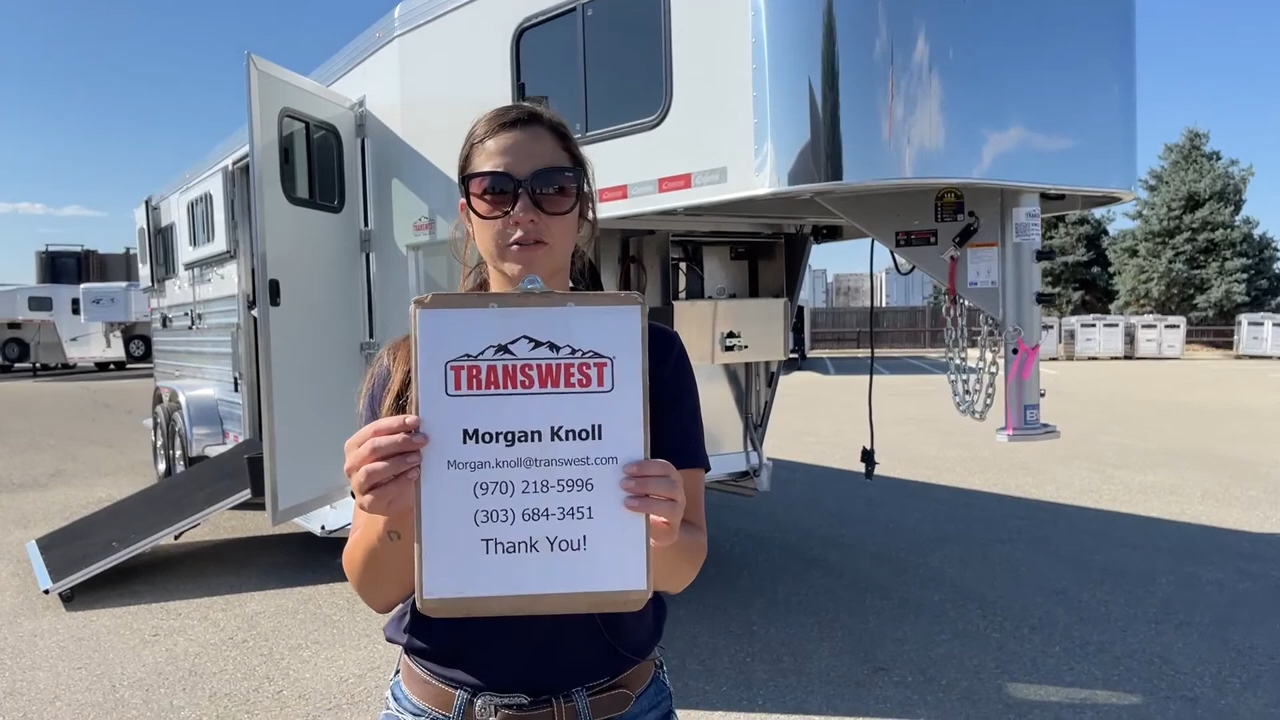 TRANSWEST
Morgan Knoll
Morgan.knoll@transwest.com
(970) 218-5996
(303) 684-3451
Thank You!